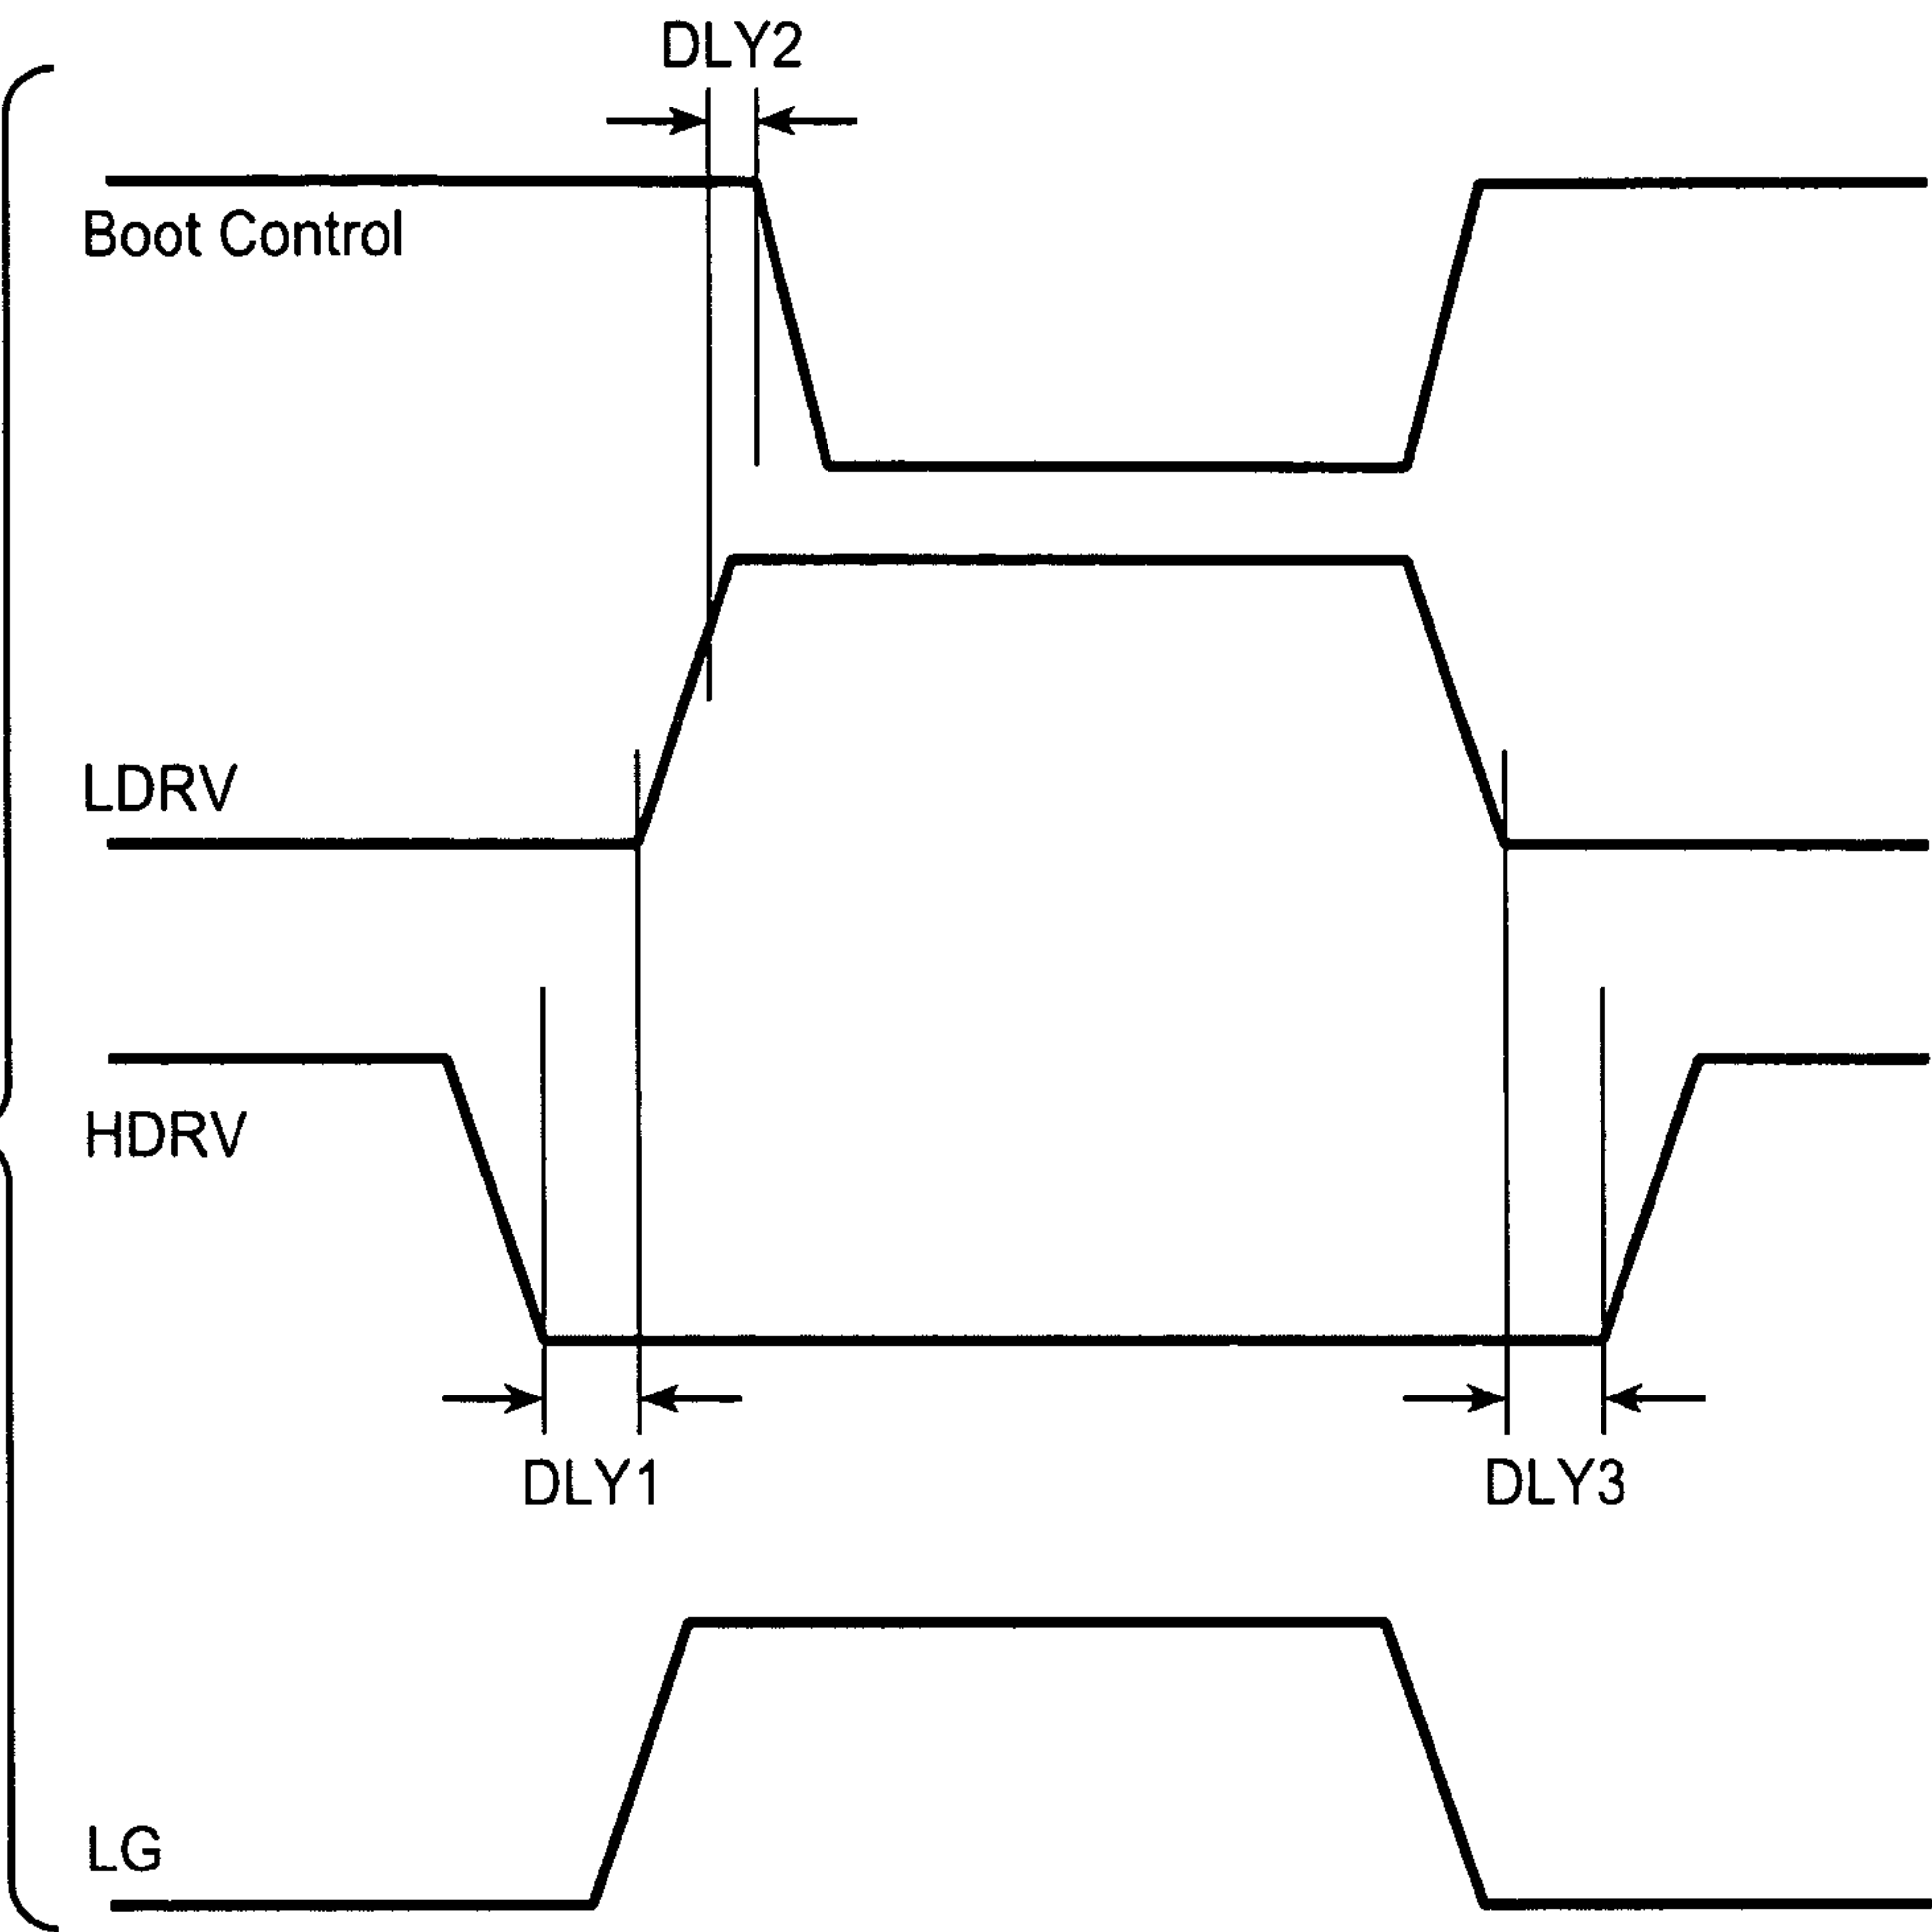 DLY2
Boot Control
LDRV
HDRV
DLY1
DLY3
LG